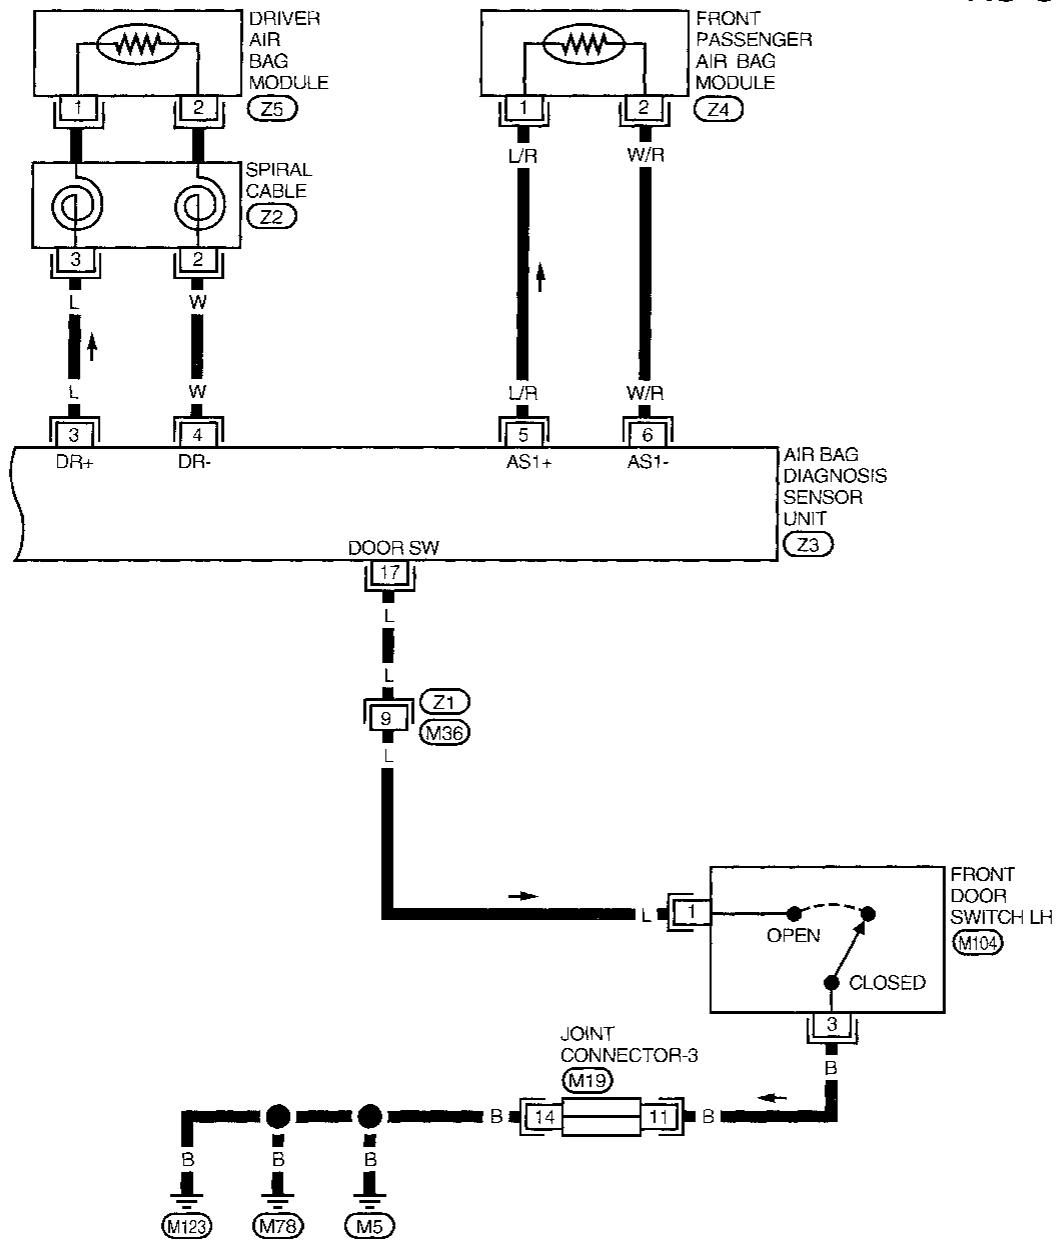 DRIVER
AIR
BAG
MODULE
Z5
1
2
FRONT
PASSENGER
AIR BAG
MODULE
Z4
1
2
SPIRAL
CABLE
Z2
3
2
L/R
W/R
L
W
L
W
L/R
W/R
3
4
5
6
DR+
DR-
AS1+
AS1-
AIR BAG
DIAGNOSIS
SENSOR
UNIT
Z3
DOOR SW
17
L
L
9
Z1
M36
L
L
1
OPEN
CLOSED
FRONT
DOOR
SWITCH LH
M104
3
B
JOINT
CONNECTOR-3
M19
B
14
11
B
B
B
B
M123
M78
M5